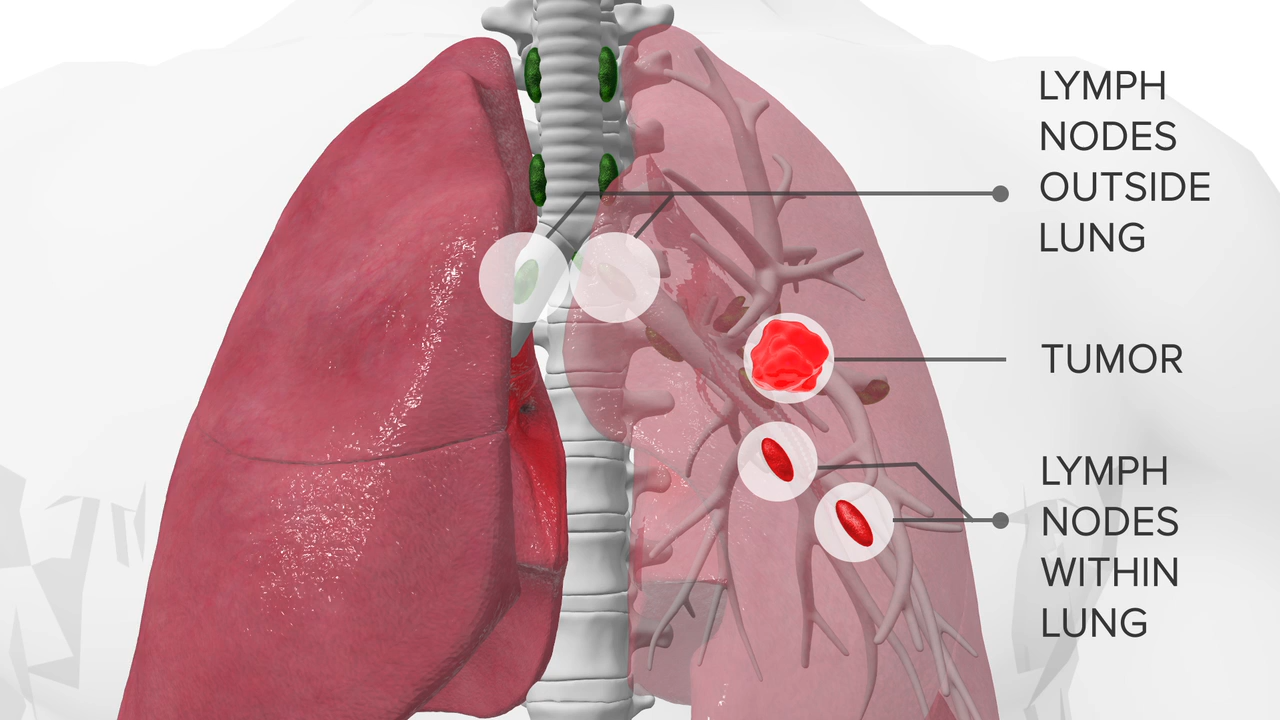 LYMPH
NODES
OUTSIDE
LUNG
TUMOR
LYMPH
NODES
WITHIN
LUNG